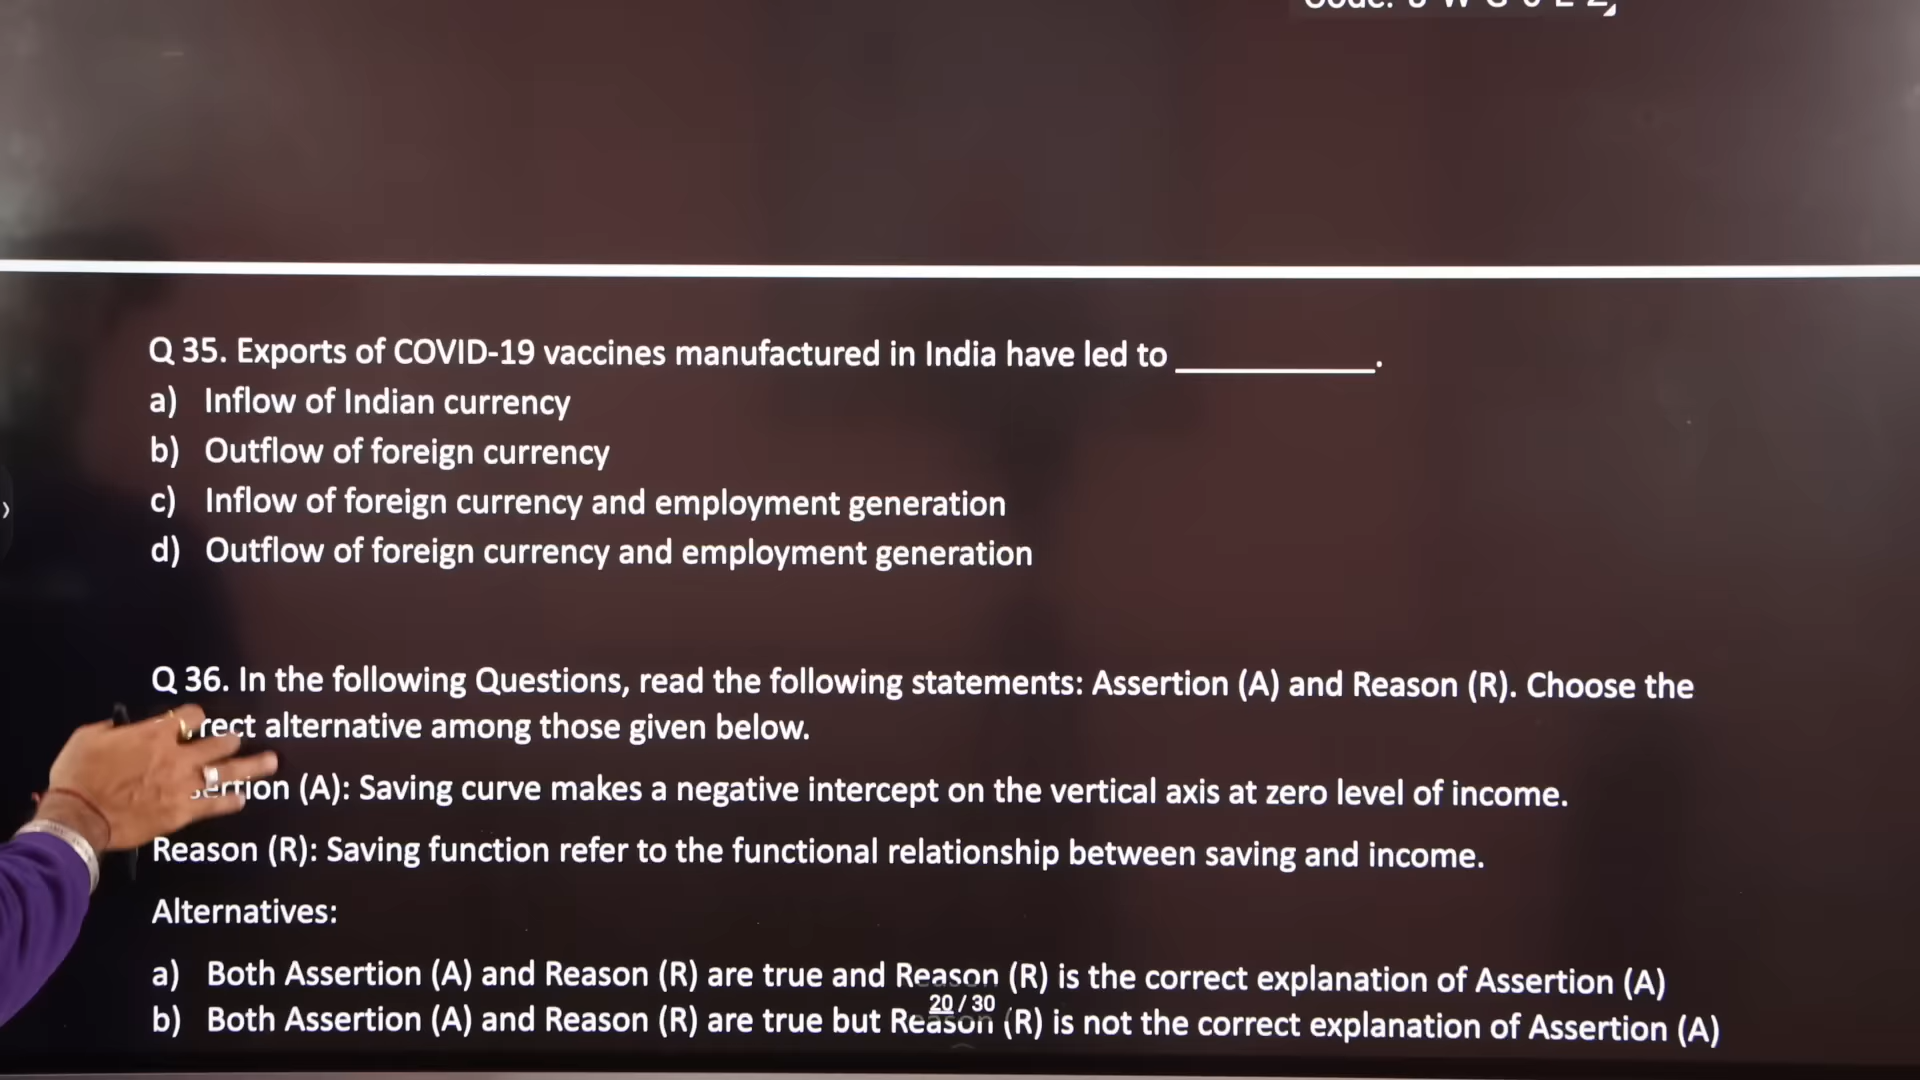 Q 35. Exports of COVID-19 vaccines manufactured in India have led to ___________.
a) Inflow of Indian currency
b) Outflow of foreign currency
c) Inflow of foreign currency and employment generation
d) Outflow of foreign currency and employment generation
Q 36. In the following Questions, read the following statements: Assertion (A) and Reason (R). Choose the
rect alternative among those given below.
ertion (A): Saving curve makes a negative intercept on the vertical axis at zero level of income.
Reason (R): Saving function refer to the functional relationship between saving and income.
Alternatives:
a) Both Assertion (A) and Reason (R) are true and Reason (R) is the correct explanation of Assertion (A)
20 / 30
b) Both Assertion (A) and Reason (R) are true but Reason (R) is not the correct explanation of Assertion (A)